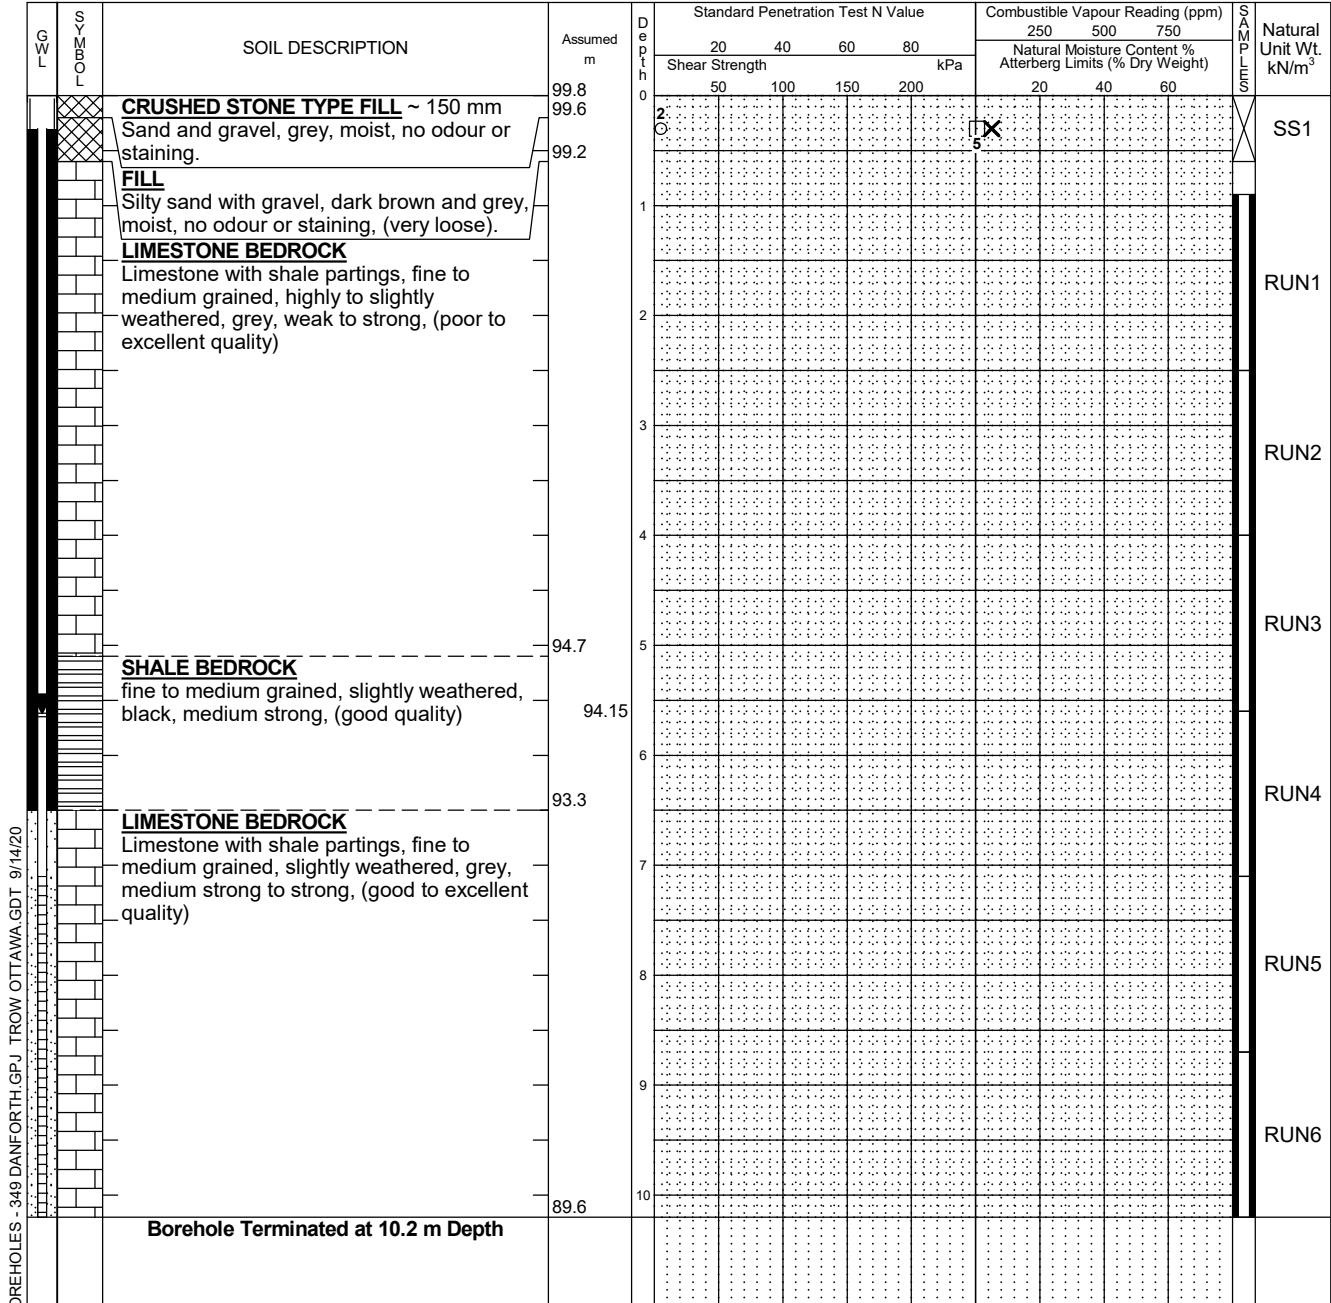 GWL
SYMBOL
SOIL DESCRIPTION
Assumed
m
Depth
Standard Penetration Test N Value
20 40 60 80
Shear Strength kPa
50 100 150 200
Combustible Vapour Reading (ppm)
250 500 750
Natural Moisture Content %
Atterberg Limits (% Dry Weight)
20 40 60
SAMPLES
Natural
Unit Wt.
kN/m³
99.8
0
CRUSHED STONE TYPE FILL ~ 150 mm
99.6
Sand and gravel, grey, moist, no odour or
staining.
99.2
2
5
SS1
FILL
Silty sand with gravel, dark brown and grey,
moist, no odour or staining, (very loose).
1
LIMESTONE BEDROCK
Limestone with shale partings, fine to
medium grained, highly to slightly
weathered, grey, weak to strong, (poor to
excellent quality)
RUN1
2
3
RUN2
4
RUN3
94.7
5
SHALE BEDROCK
fine to medium grained, slightly weathered,
black, medium strong, (good quality)
94.15
6
93.3
RUN4
LIMESTONE BEDROCK
Limestone with shale partings, fine to
medium grained, slightly weathered, grey,
medium strong to strong, (good to excellent
quality)
7
RUN5
8
9
RUN6
10
89.6
Borehole Terminated at 10.2 m Depth
OREHOLES - 349 DANFORTH.GPJ TROW OTTAWA.GDT 9/14/20